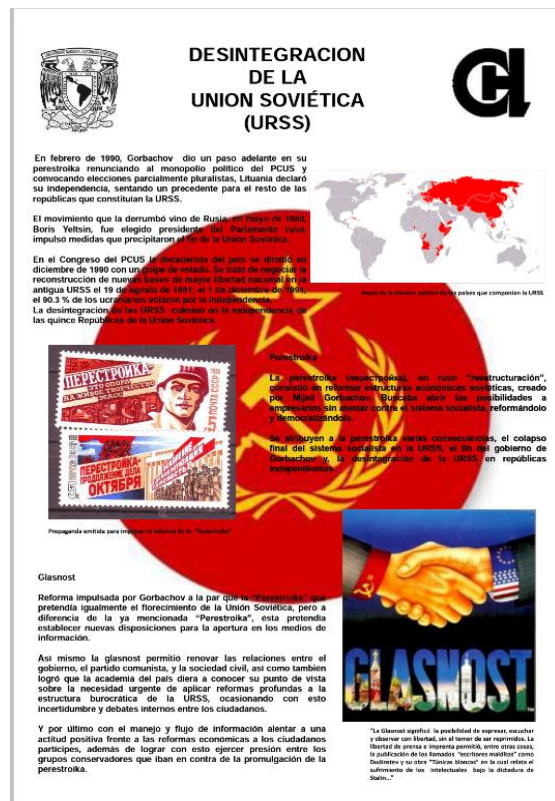 DESINTEGRACION
DE LA
UNION SOVIÉTICA
(URSS)
En febrero de 1990, Gorbachov dio un paso adelante en su
perestroika renunciando al monopolio político del PCUS y
convocando elecciones parcialmente pluralistas, Lituania declaró
su independencia, sentando un precedente para el resto de las
repúblicas que constituían la URSS.
El movimiento que la derrumbó vino de Rusia, en mayo de 1990,
Boris Yeltsin, fue elegido presidente del Parlamento ruso,
impulsó medidas que precipitaron el fin de la Unión Soviética.
En el Congreso del PCUS la decadencia del país se dimitió en
diciembre de 1990 con un golpe de estado. Se trató de negociar la
reconstrucción de nuevas bases de mayor libertad nacional en la
antigua URSS el 19 de agosto de 1991, el 1 de diciembre de 1991,
el 90.3 % de los ucranianos votaron por la independencia.
La desintegración de las URSS culminó en la independencia de
las quince Repúblicas de la Unión Soviética.
Mapa de la división política de los países que componían la URSS
ПЕРЕСТРОЙКА
ЭТО ОПОРА
НА ЖИВОЕ ТВОРЧЕСТВО
МАСС
1988
ПОЧТА СССР
ПЕРЕСТРОЙКА-
ПРОДОЛЖЕНИЕ ДЕЛА
ОКТЯБРЯ
Propaganda emitida para impulsar la reforma de la "Perestroika"
Perestroika
La perestroika (перестройка), en ruso "reestructuración",
consistió en reformar estructuras económicas soviéticas, creado
por Mijaíl Gorbachov. Buscaba abrir las posibilidades a
empresarios sin atentar contra el sistema socialista, reformándolo
y democratizándolo.
Se atribuyen a la perestroika varias consecuencias, el colapso
final del sistema socialista en la URSS, el fin del gobierno de
Gorbachov y, la desintegración de la URSS en repúblicas
independientes.
Glasnost
Reforma impulsada por Gorbachov a la par que la "Perestroika" que
pretendía igualmente el florecimiento de la Unión Soviética, pero a
diferencia de la ya mencionada "Perestroika", ésta pretendía
establecer nuevas disposiciones para la apertura en los medios de
información.
Así mismo la glasnost permitió renovar las relaciones entre el
gobierno, el partido comunista, y la sociedad civil, así como también
logró que la academia del país diera a conocer su punto de vista
sobre la necesidad urgente de aplicar reformas profundas a la
estructura burocrática de la URSS, ocasionando con esto
incertidumbre y debates internos entre los ciudadanos.
Y por último con el manejo y flujo de información alentar a una
actitud positiva frente a las reformas económicas a los ciudadanos
partícipes, además de lograr con esto ejercer presión entre los
grupos conservadores que iban en contra de la promulgación de la
perestroika.
GLASNOST
"La Glasnost significó la posibilidad de expresar, escuchar
y observar con libertad, sin el temor de ser reprimidos. La
libertad de prensa e imprenta permitió, entre otras cosas,
la publicación de los llamados "escritores malditos" como
Dudintsev y su obra "Túnicas blancas" en la cual relata el
sufrimiento de los intelectuales bajo la dictadura de
Stalin..."